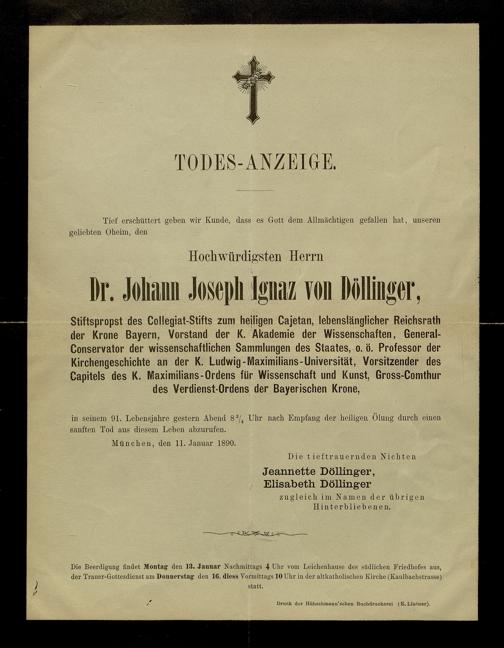 TODES-ANZEIGE.
Tief erschüttert geben wir Kunde, dass es Gott dem Allmächtigen gefallen hat, unseren
geliebten Oheim, den
Hochwürdigsten Herrn
Dr. Johann Joseph Ignaz von Döllinger,
Stiftspropst des Collegiat-Stifts zum heiligen Cajetan, lebenslänglicher Reichsrath
der Krone Bayern, Vorstand der K. Akademie der Wissenschaften, General-
Conservator der wissenschaftlichen Sammlungen des Staates, o. ö. Professor der
Kirchengeschichte an der K. Ludwig-Maximilians-Universität, Vorsitzender des
Capitels des K. Maximilians-Ordens für Wissenschaft und Kunst, Gross-Comthur
des Verdienst-Ordens der Bayerischen Krone,
in seinem 91. Lebensjahre gestern Abend 8 3/4 Uhr nach Empfang der heiligen Ölung durch einen
sanften Tod aus diesem Leben abzurufen.
München, den 11. Januar 1890.
Die tieftrauernden Nichten
Jeannette Döllinger,
Elisabeth Döllinger
zugleich im Namen der übrigen
Hinterbliebenen.
Die Beerdigung findet Montag den 13. Januar Nachmittags 4 Uhr vom Leichenhause des südlichen Friedhofes aus,
der Trauer-Gottesdienst am Donnerstag den 16. diess Vormittags 10 Uhr in der altkatholischen Kirche (Kaulbachstrasse)
statt.
Druck der Hübschmann'schen Buchdruckerei (E. Lintner).